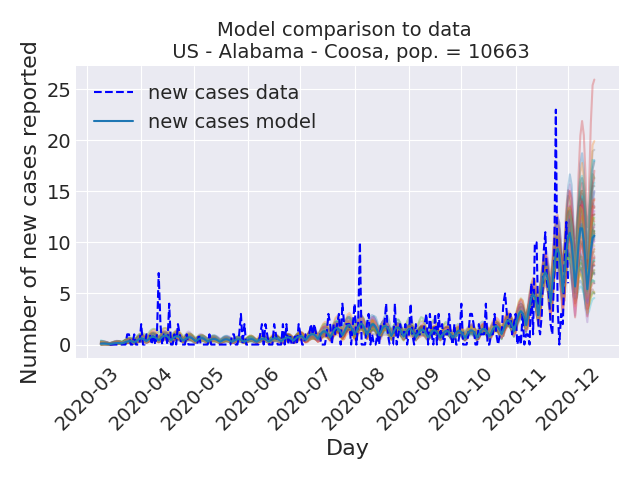 Model comparison to data
US - Alabama - Coosa, pop. = 10663
Number of new cases reported
25
20
15
10
5
0
new cases data
new cases model
2020-03
2020-04
2020-05
2020-06
2020-07
2020-08
2020-09
2020-10
2020-11
2020-12
Day